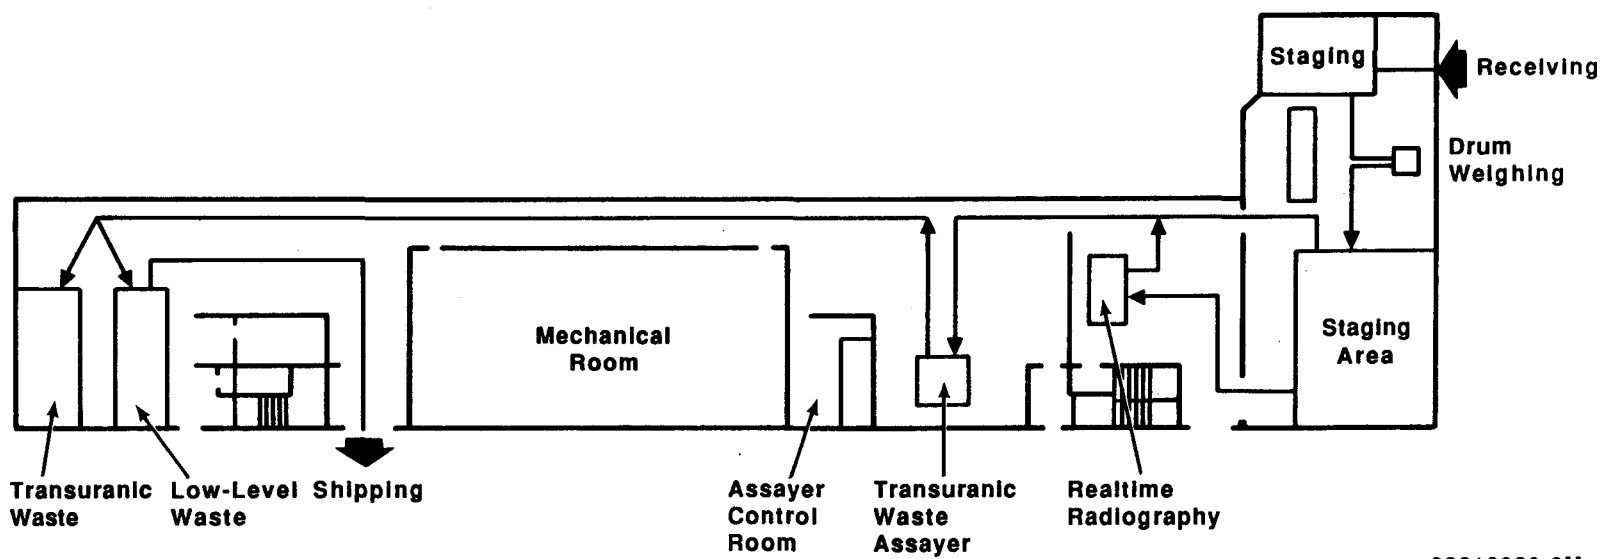 Staging
Receiving
Drum
Weighing
Mechanical
Room
Staging
Area
Transuranic
Waste
Low-Level
Waste
Shipping
Assayer
Control
Room
Transuranic
Waste
Assayer
Realtime
Radiography